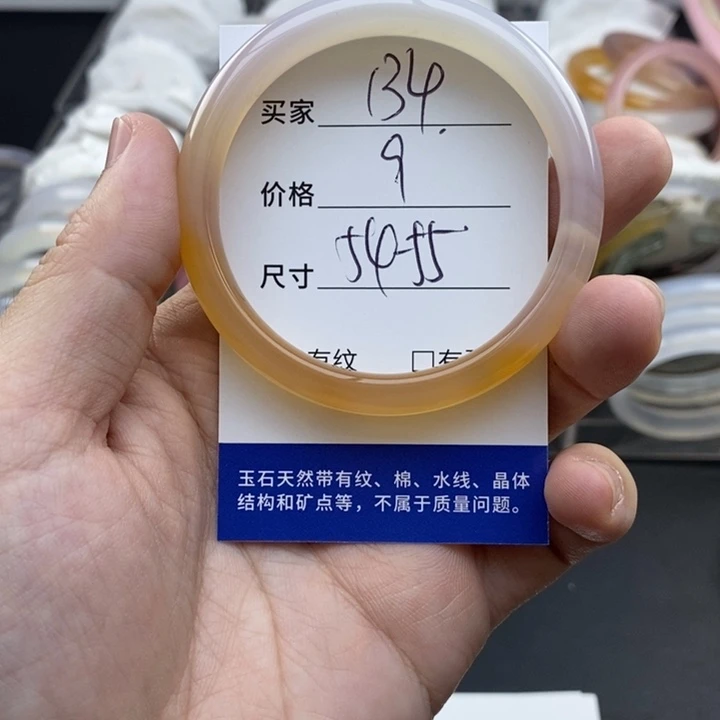 买家 134.
价格 9
尺寸 54-55
有纹 □有
玉石天然带有纹、棉、水线、晶体
结构和矿点等，不属于质量问题。